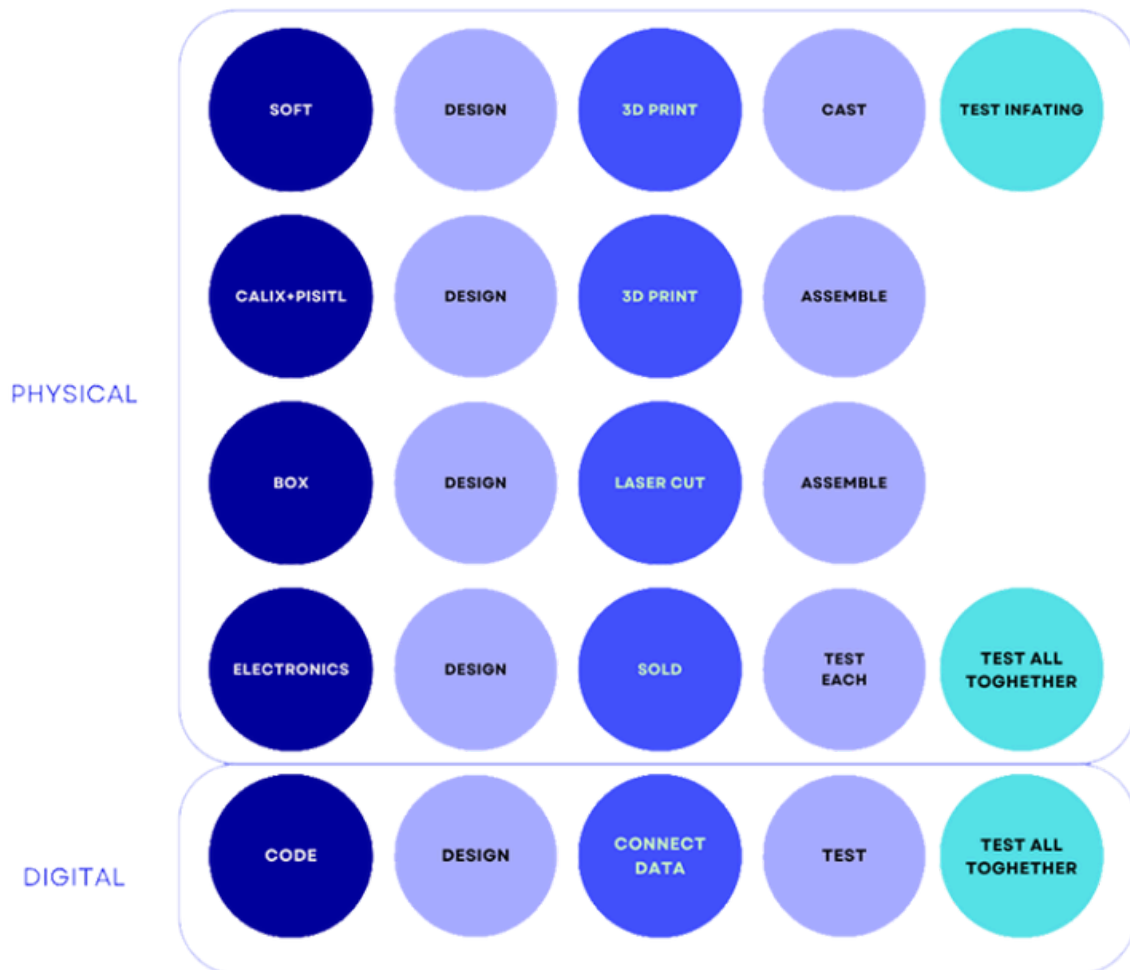 SOFT
DESIGN
3D PRINT
CAST
TEST INFATING
CALIX+PISITL
DESIGN
3D PRINT
ASSEMBLE
PHYSICAL
BOX
DESIGN
LASER CUT
ASSEMBLE
ELECTRONICS
DESIGN
SOLD
TEST
EACH
TEST ALL
TOGHETHER
DIGITAL
CODE
DESIGN
CONNECT
DATA
TEST
TEST ALL
TOGHETHER